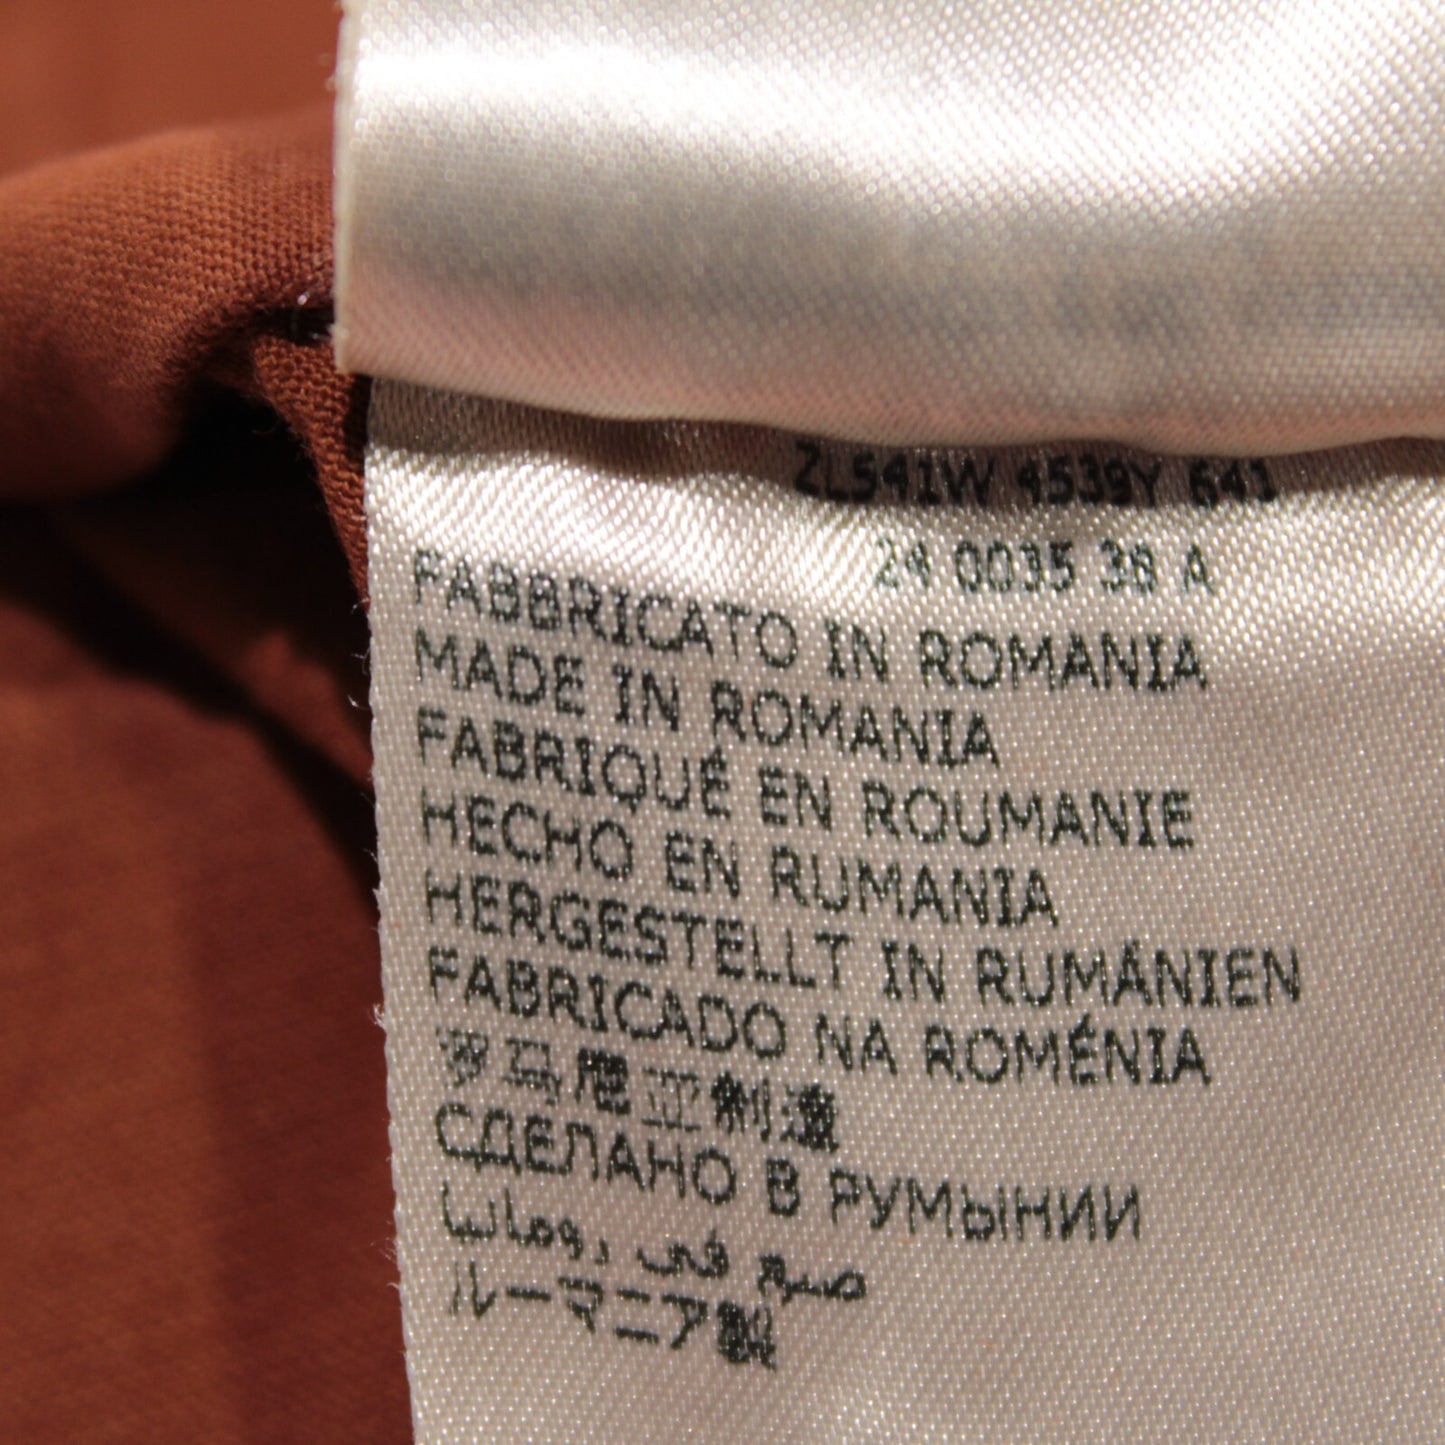 ZL541W 4539Y 641
24 0035 38 A
FABBRICATO IN ROMANIA
MADE IN ROMANIA
FABRIQUÉ EN ROUMANIE
HECHO EN RUMANIA
HERGESTELLT IN RUMÁNIEN
FABRICADO NA ROMÉNIA
罗马尼亚制造
СДЕЛАНО В РУМЫНИИ
صنع في رومانيا
ルーマニア製